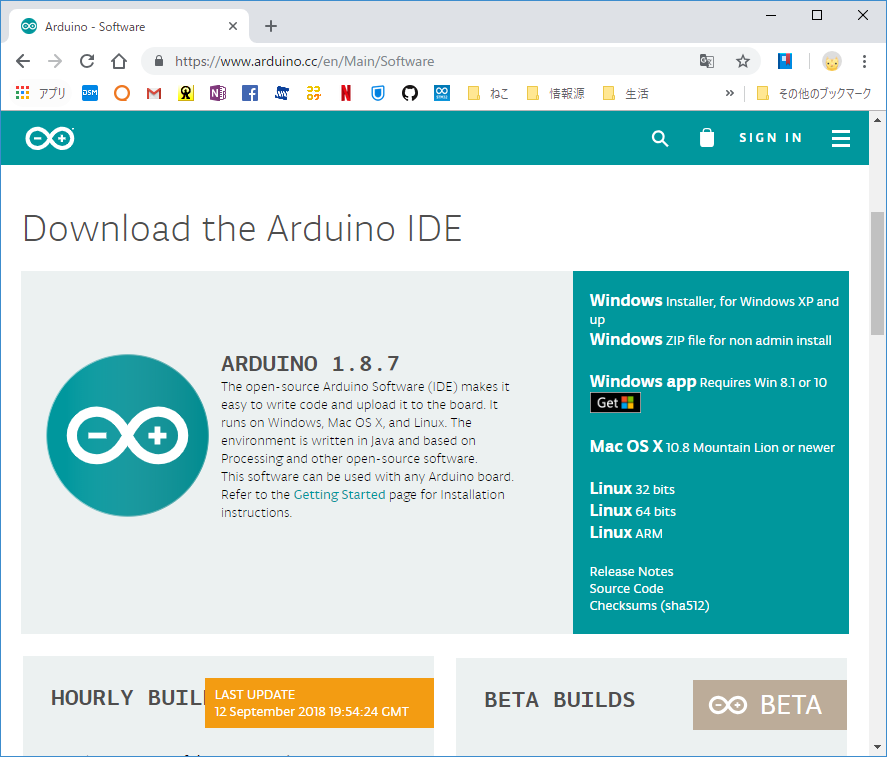 Arduino - Software
https://www.arduino.cc/en/Main/Software
アプリ
ねこ
情報源
生活
»
その他のブックマーク
SIGN IN
Download the Arduino IDE
ARDUINO 1.8.7
The open-source Arduino Software (IDE) makes it
easy to write code and upload it to the board. It
runs on Windows, Mac OS X, and Linux. The
environment is written in Java and based on
Processing and other open-source software.
This software can be used with any Arduino board.
Refer to the Getting Started page for Installation
instructions.
Windows Installer, for Windows XP and
up
Windows ZIP file for non admin install
Windows app Requires Win 8.1 or 10
Get
Mac OS X 10.8 Mountain Lion or newer
Linux 32 bits
Linux 64 bits
Linux ARM
Release Notes
Source Code
Checksums (sha512)
HOURLY BUIL
LAST UPDATE
12 September 2018 19:54:24 GMT
BETA BUILDS
BETA